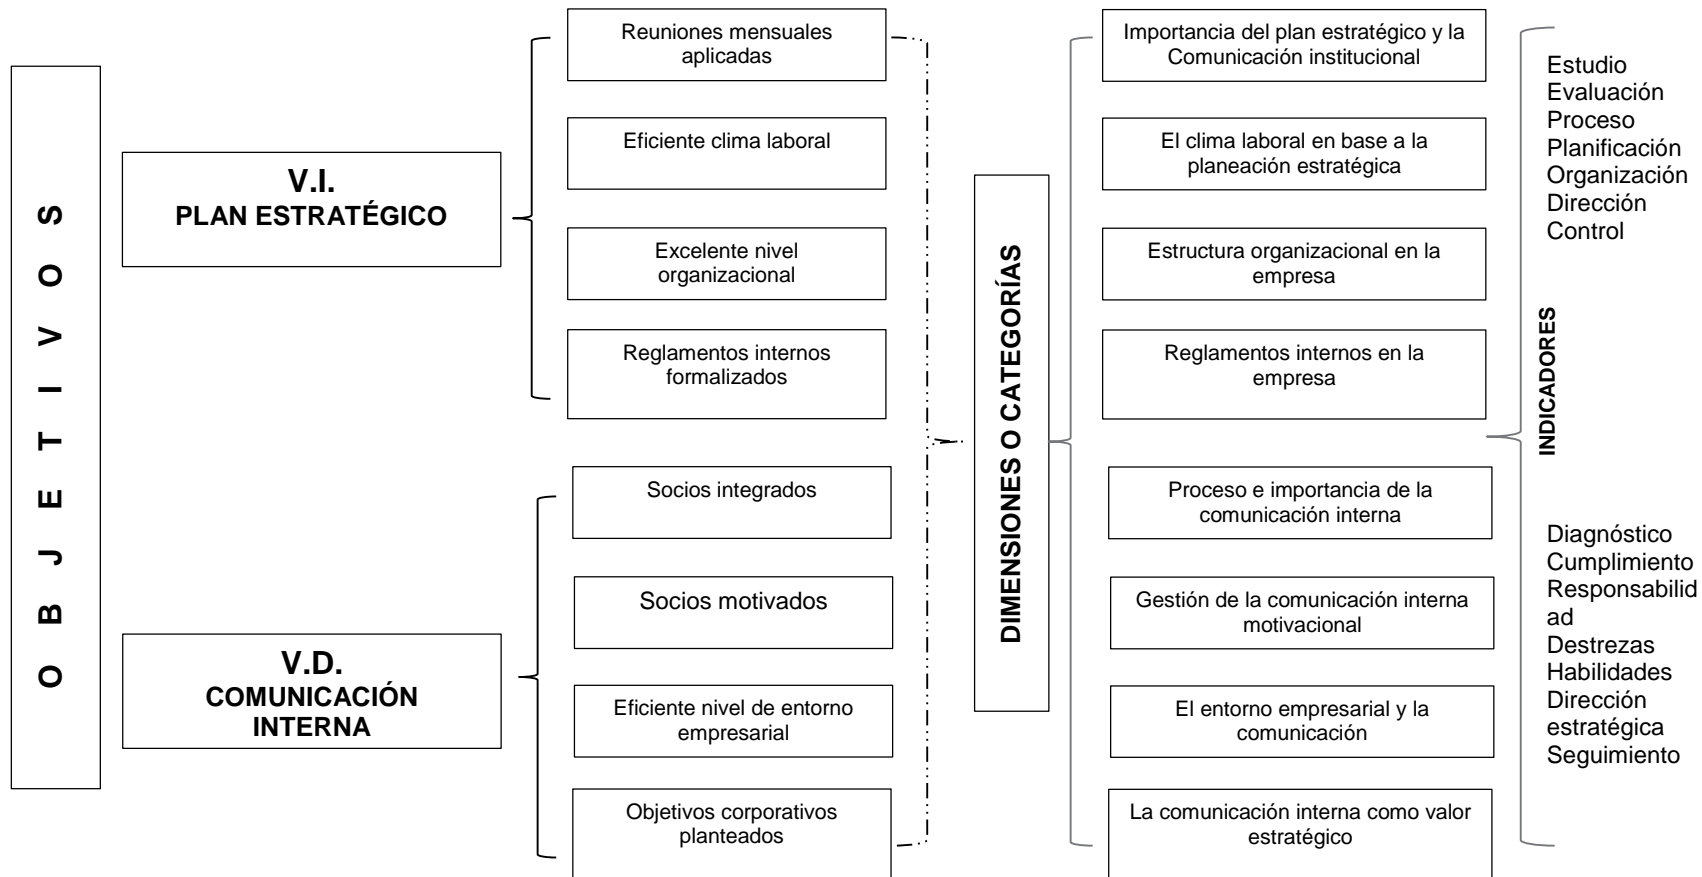 O B J E T I V O S
V.I.
PLAN ESTRATÉGICO
V.D.
COMUNICACIÓN
INTERNA
Reuniones mensuales
aplicadas
Eficiente clima laboral
Excelente nivel
organizacional
Reglamentos internos
formalizados
Socios integrados
Socios motivados
Eficiente nivel de entorno
empresarial
Objetivos corporativos
planteados
DIMENSIONES O CATEGORÍAS
Importancia del plan estratégico y la
Comunicación institucional
El clima laboral en base a la
planeación estratégica
Estructura organizacional en la
empresa
Reglamentos internos en la
empresa
Proceso e importancia de la
comunicación interna
Gestión de la comunicación interna
motivacional
El entorno empresarial y la
comunicación
La comunicación interna como valor
estratégico
INDICADORES
Estudio
Evaluación
Proceso
Planificación
Organización
Dirección
Control
Diagnóstico
Cumplimiento
Responsabilid
ad
Destrezas
Habilidades
Dirección
estratégica
Seguimiento